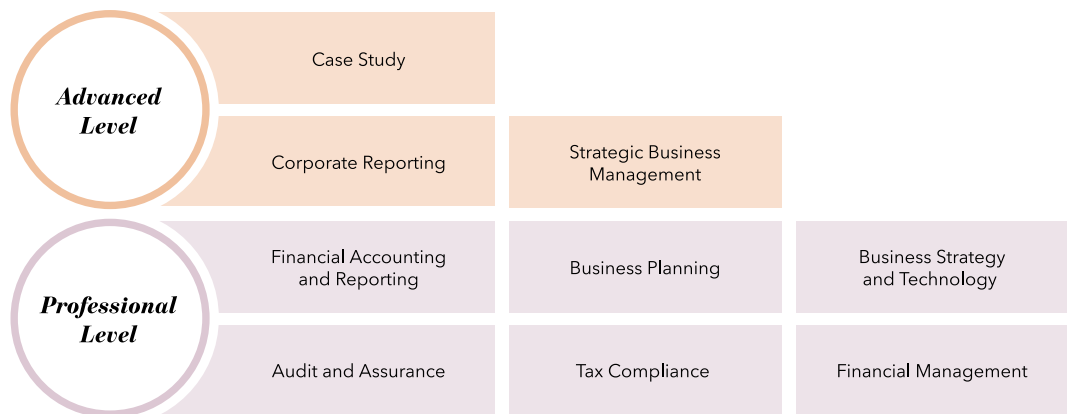 Advanced
Level
Case Study
Corporate Reporting
Strategic Business
Management
Professional
Level
Financial Accounting
and Reporting
Business Planning
Business Strategy
and Technology
Audit and Assurance
Tax Compliance
Financial Management